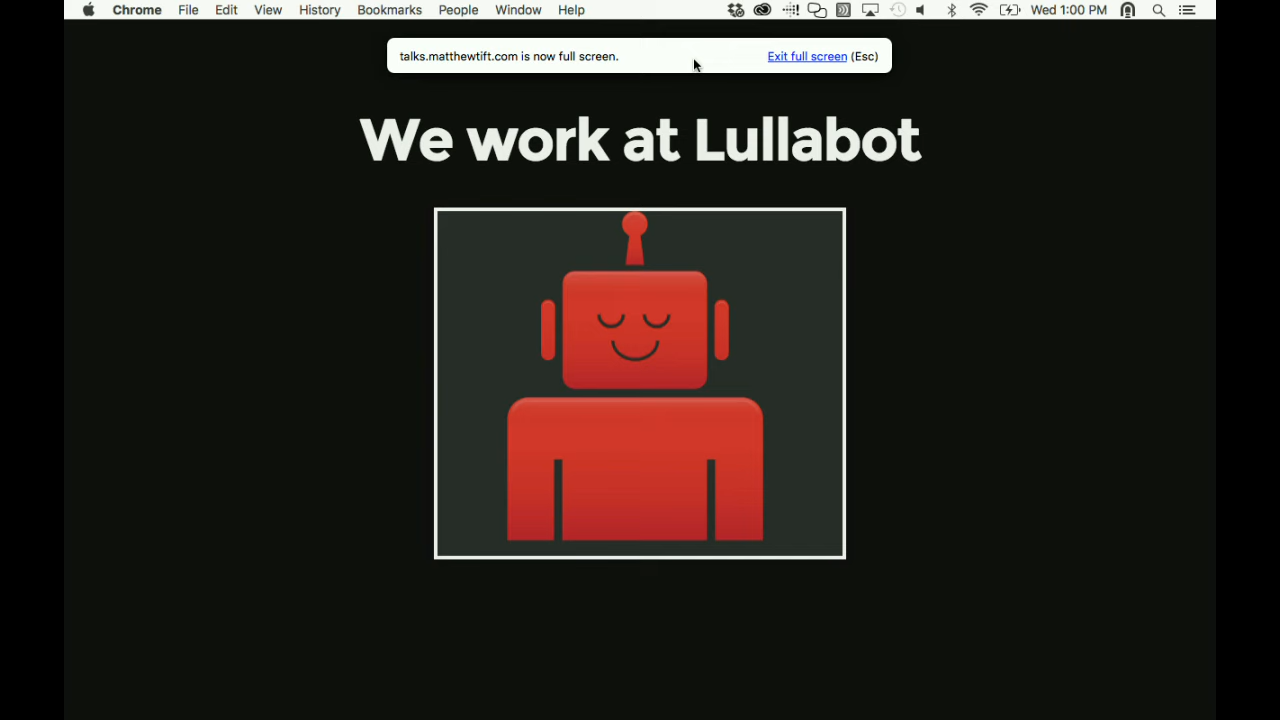 Chrome File Edit View History Bookmarks People Window Help Wed 1:00 PM
talks.matthewtift.com is now full screen. Exit full screen (Esc)
We work at Lullabot